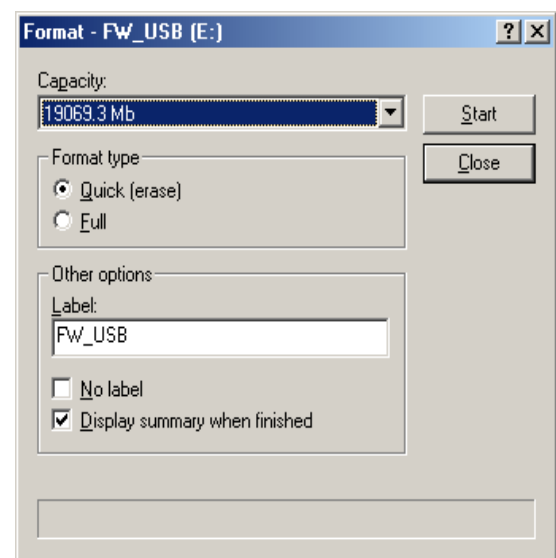 Format - FW_USB (E:)
Capacity:
19069.3 Mb
Start
Format type
Close
Quick (erase)
Full
Other options
Label:
FW_USB
No label
Display summary when finished